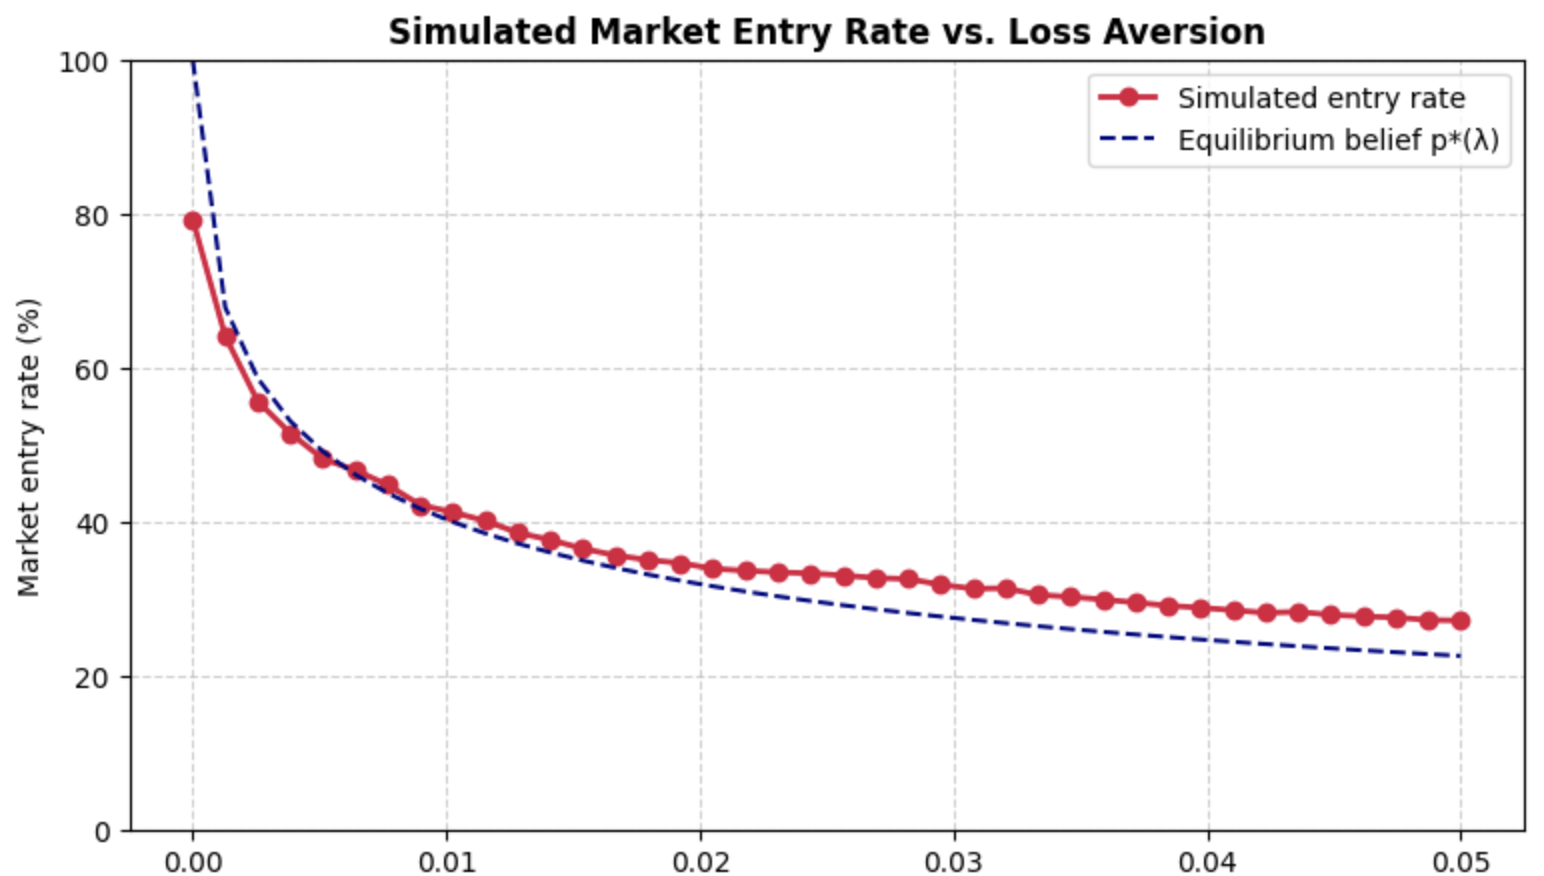 Simulated Market Entry Rate vs. Loss Aversion
100
80
60
40
20
0
Market entry rate (%)
Simulated entry rate
Equilibrium belief p*(λ)
0.00 0.01 0.02 0.03 0.04 0.05